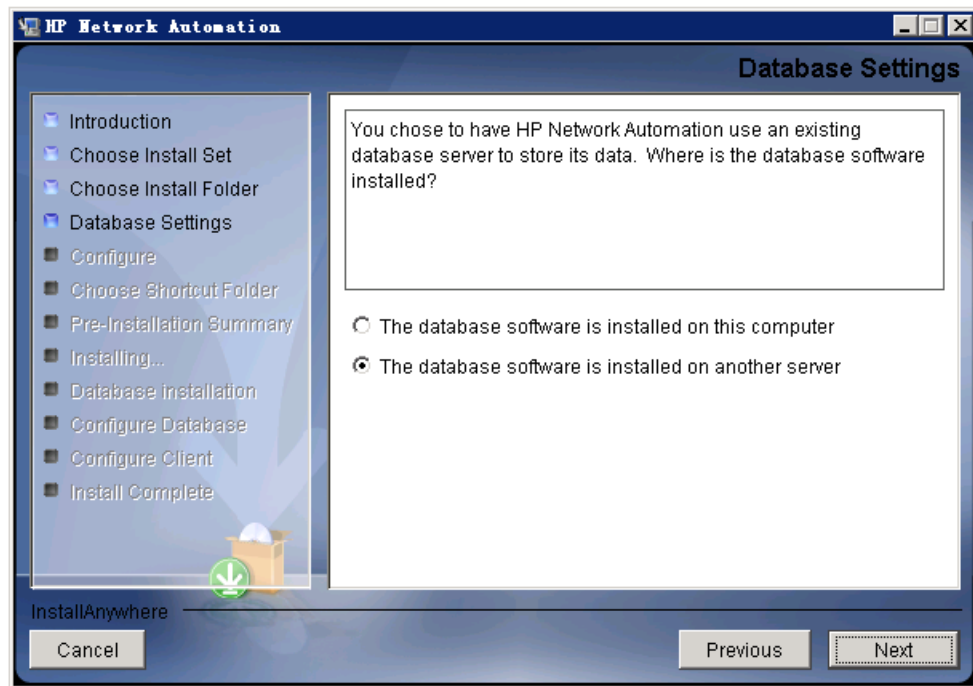 HP Network Automation
Database Settings
Introduction
Choose Install Set
Choose Install Folder
Database Settings
Configure
Choose Shortcut Folder
Pre-Installation Summary
Installing...
Database installation
Configure Database
Configure Client
Install Complete
You chose to have HP Network Automation use an existing
database server to store its data. Where is the database software
installed?
The database software is installed on this computer
The database software is installed on another server
InstallAnywhere
Cancel
Previous
Next